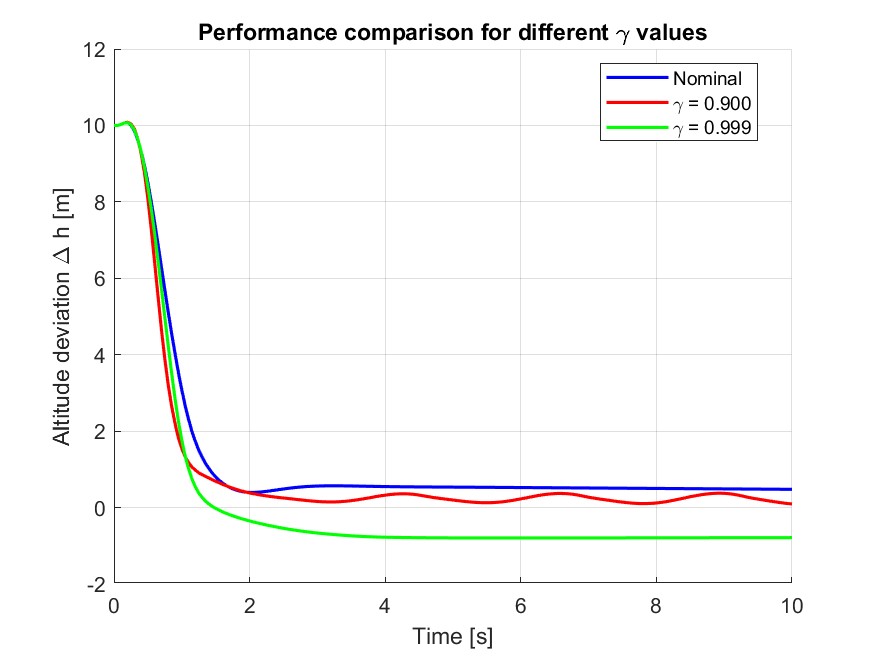 Performance comparison for different γ values
12
10
8
6
4
2
0
-2
Altitude deviation Δ h [m]
Nominal
γ = 0.900
γ = 0.999
0 2 4 6 8 10
Time [s]